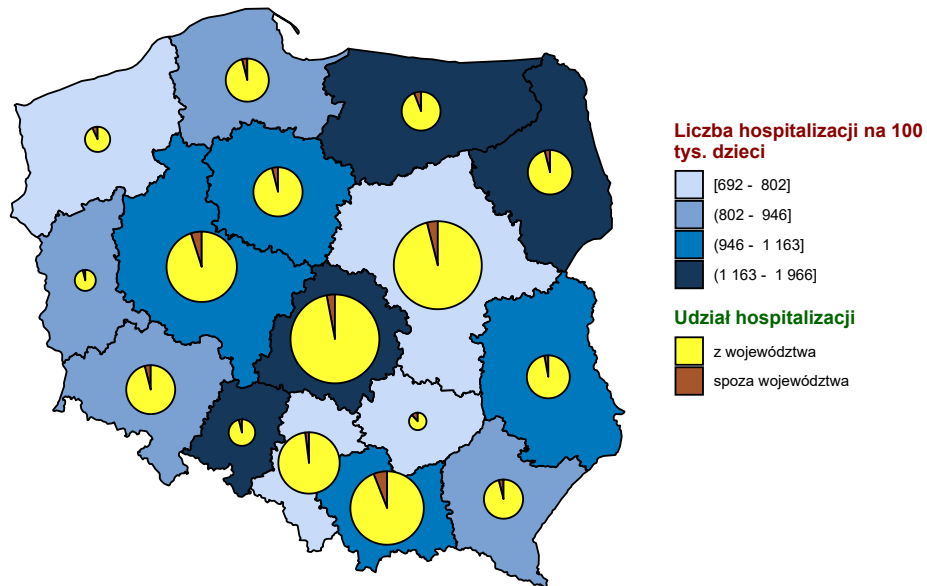 Liczba hospitalizacji na 100
tys. dzieci
[692 - 802]
(802 - 946]
(946 - 1 163]
(1 163 - 1 966]
Udział hospitalizacji
z województwa
spoza województwa